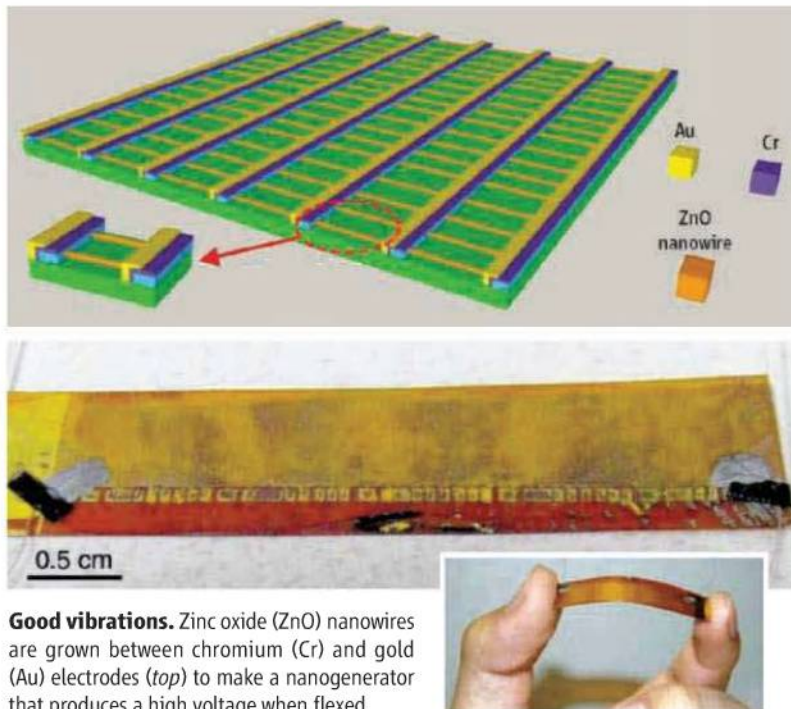 Au
Cr
ZnO
nanowire
0.5 cm
Good vibrations. Zinc oxide (ZnO) nanowires
are grown between chromium (Cr) and gold
(Au) electrodes (top) to make a nanogenerator
that produces a high voltage when flexed.